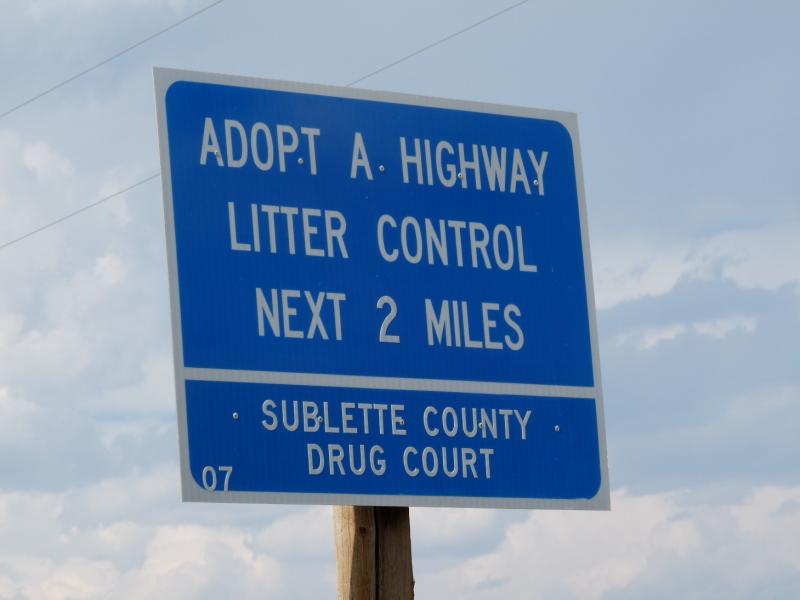 ADOPT A HIGHWAY
LITTER CONTROL
NEXT 2 MILES
SUBLETTE COUNTY
DRUG COURT
07